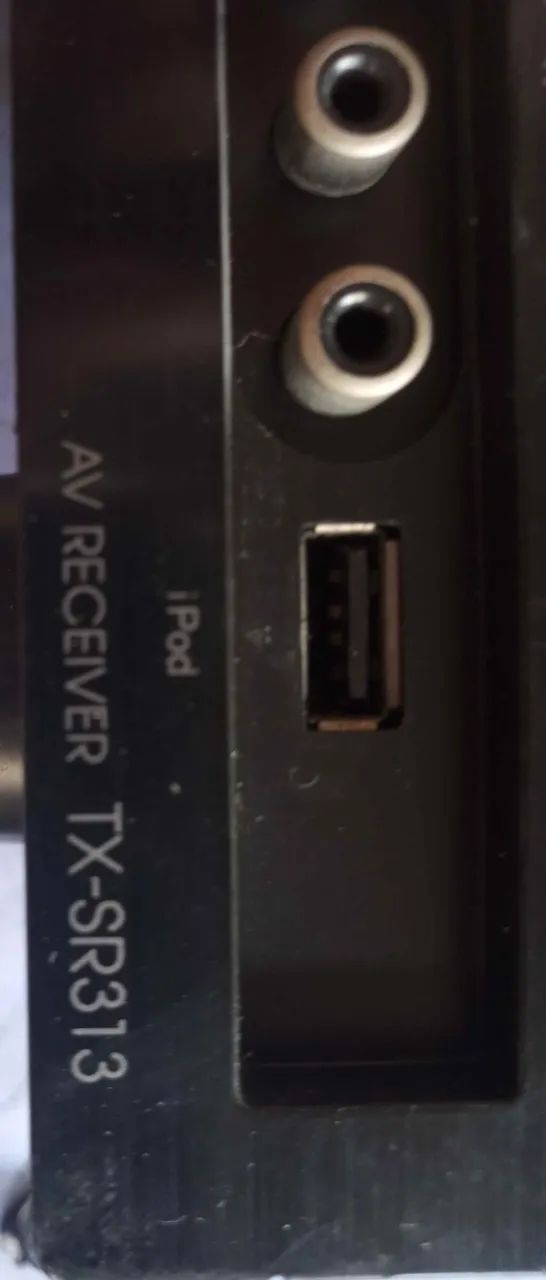 iPod
AV RECEIVER TX-SR313